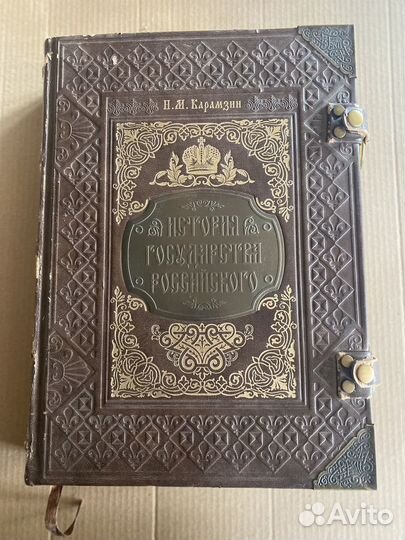 Н. М. Карамзин
ИСТОРИЯ
ГОСУДАРСТВА
РОССИЙСКОГО
Avito